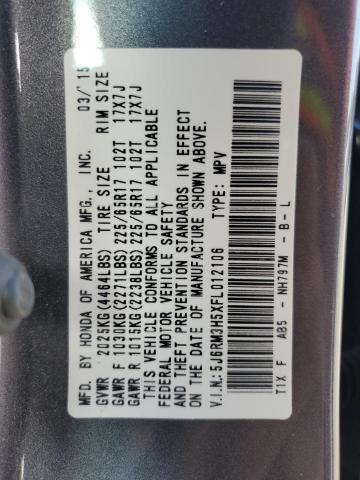 MFD. BY HONDA OF AMERICA MFG., INC. 03/'15
GVWR 2025KG(4464LBS) TIRE SIZE RIM SIZE
GAWR F 1030KG(2271LBS) 225/65R17 102T 17X7J
GAWR R 1015KG(2238LBS) 225/65R17 102T 17X7J
THIS VEHICLE CONFORMS TO ALL APPLICABLE
FEDERAL MOTOR VEHICLE SAFETY
AND THEFT PREVENTION STANDARDS IN EFFECT
ON THE DATE OF MANUFACTURE SHOWN ABOVE.
V.I.N.: 5J6RM3H5XFL012106 TYPE: MPV
T1X F AB5 - NH797M - B - L